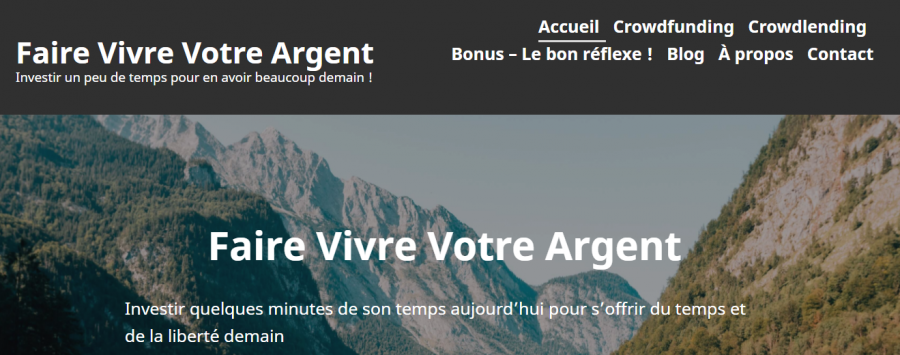 Faire Vivre Votre Argent
Investir un peu de temps pour en avoir beaucoup demain !
Accueil Crowdfunding Crowdlending
Bonus – Le bon réflexe ! Blog À propos Contact
Faire Vivre Votre Argent
Investir quelques minutes de son temps aujourd’hui pour s’offrir du temps et
de la liberté demain